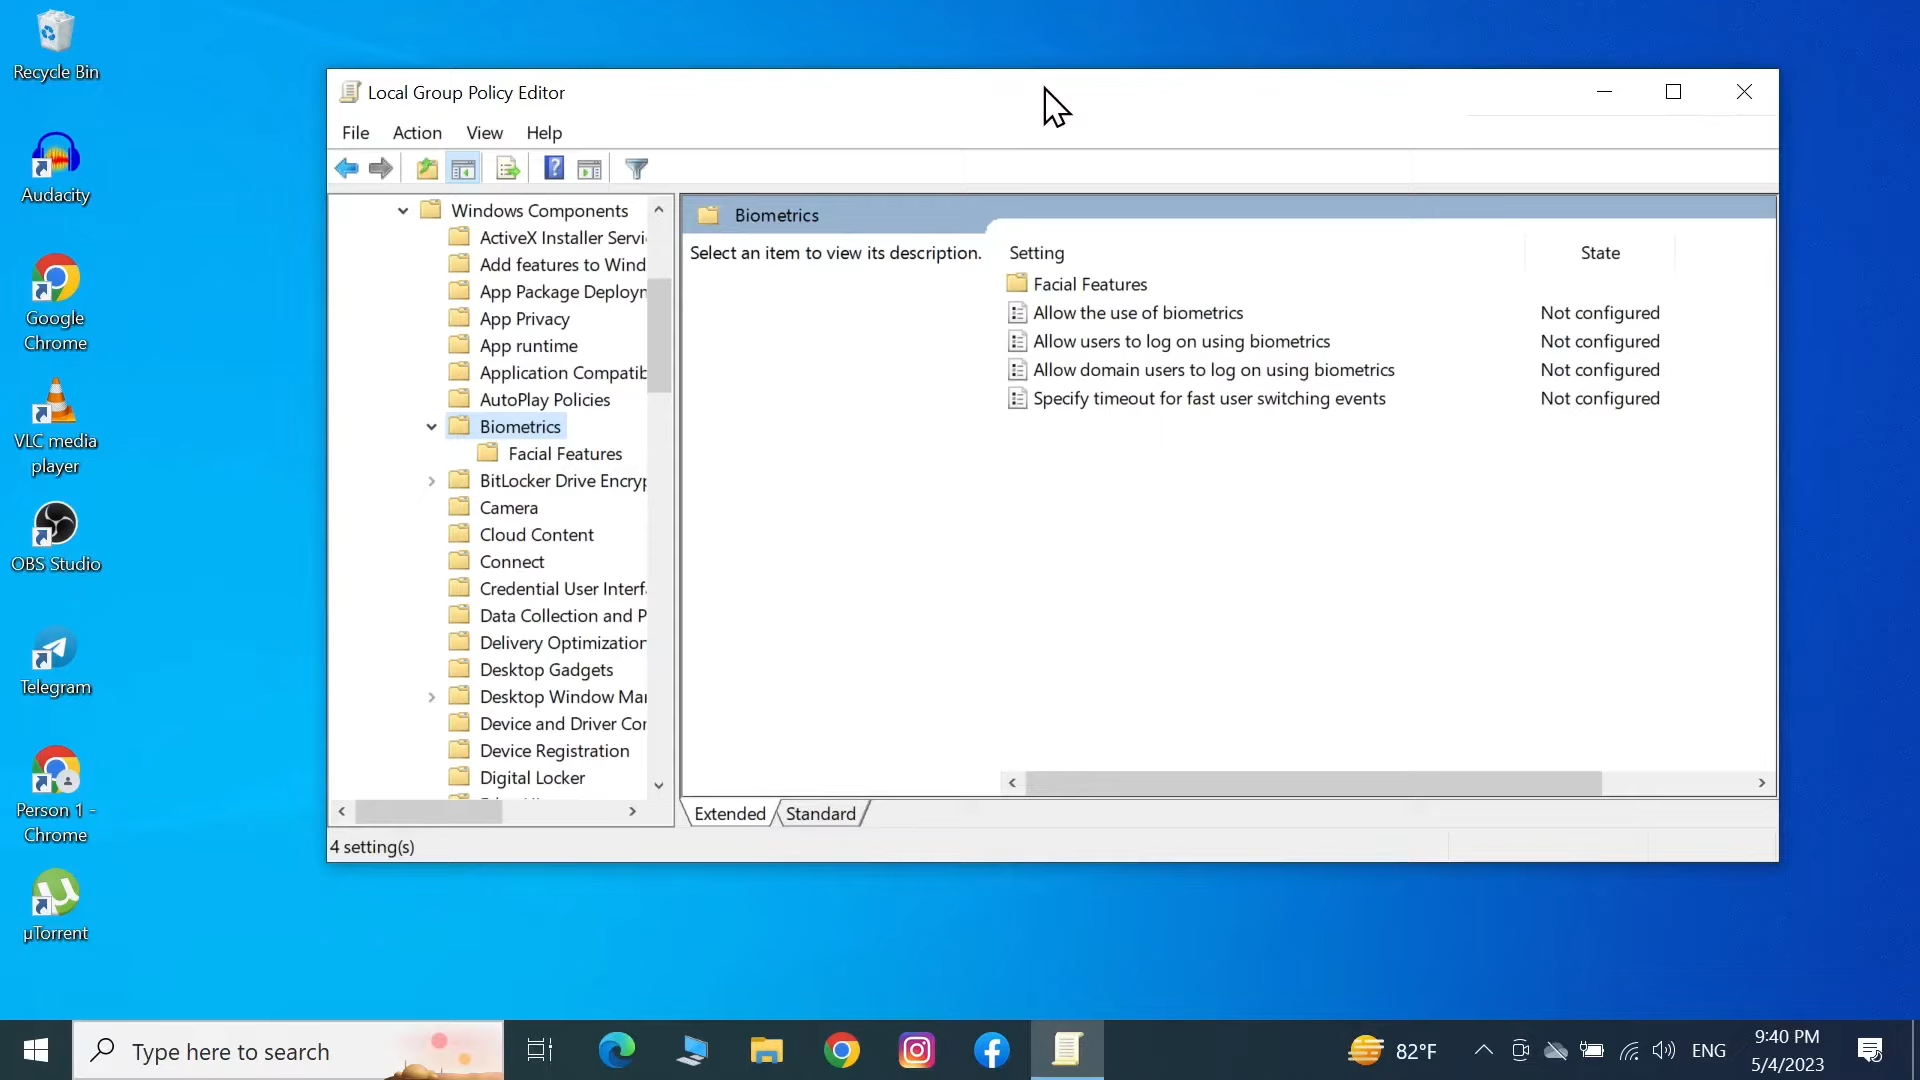 Recycle Bin
Audacity
Google
Chrome
VLC media
player
OBS Studio
Telegram
Person 1 -
Chrome
µTorrent
Local Group Policy Editor
File Action View Help
Windows Components
ActiveX Installer Servi
Add features to Wind
App Package Deployn
App Privacy
App runtime
Application Compatib
AutoPlay Policies
Biometrics
Facial Features
BitLocker Drive Encryp
Camera
Cloud Content
Connect
Credential User Interf
Data Collection and P
Delivery Optimization
Desktop Gadgets
Desktop Window Mar
Device and Driver Cor
Device Registration
Digital Locker
Biometrics
Select an item to view its description.
Setting State
Facial Features
Allow the use of biometrics Not configured
Allow users to log on using biometrics Not configured
Allow domain users to log on using biometrics Not configured
Specify timeout for fast user switching events Not configured
Extended Standard
4 setting(s)
Type here to search
82°F
ENG
9:40 PM
5/4/2023